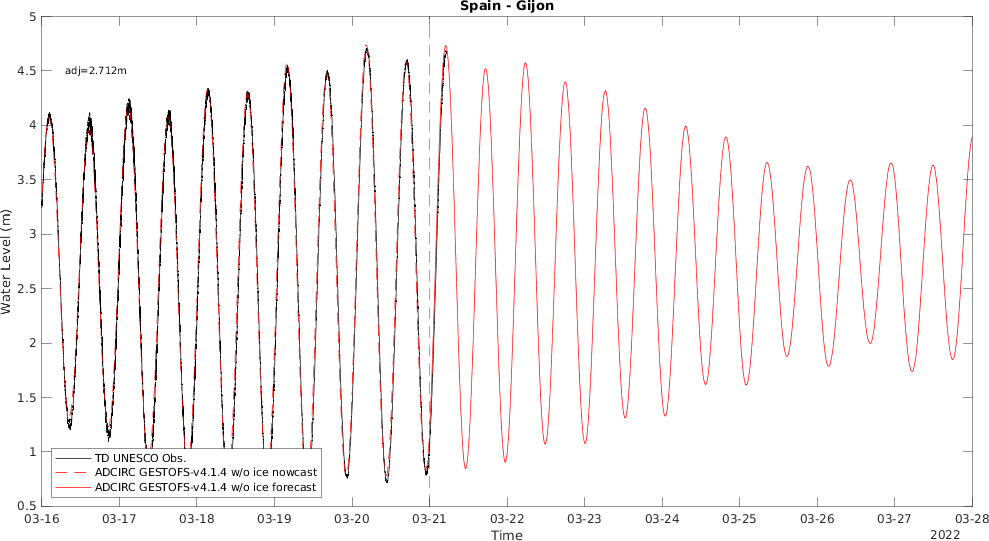 Spain - Gijon
5
4.5
4
3.5
3
2.5
2
1.5
1
0.5
Water Level (m)
adj=2.712m
TD UNESCO Obs.
ADCIRC GESTOFS-v4.1.4 w/o ice nowcast
ADCIRC GESTOFS-v4.1.4 w/o ice forecast
03-16 03-17 03-18 03-19 03-20 03-21 03-22 03-23 03-24 03-25 03-26 03-27 03-28
Time
2022